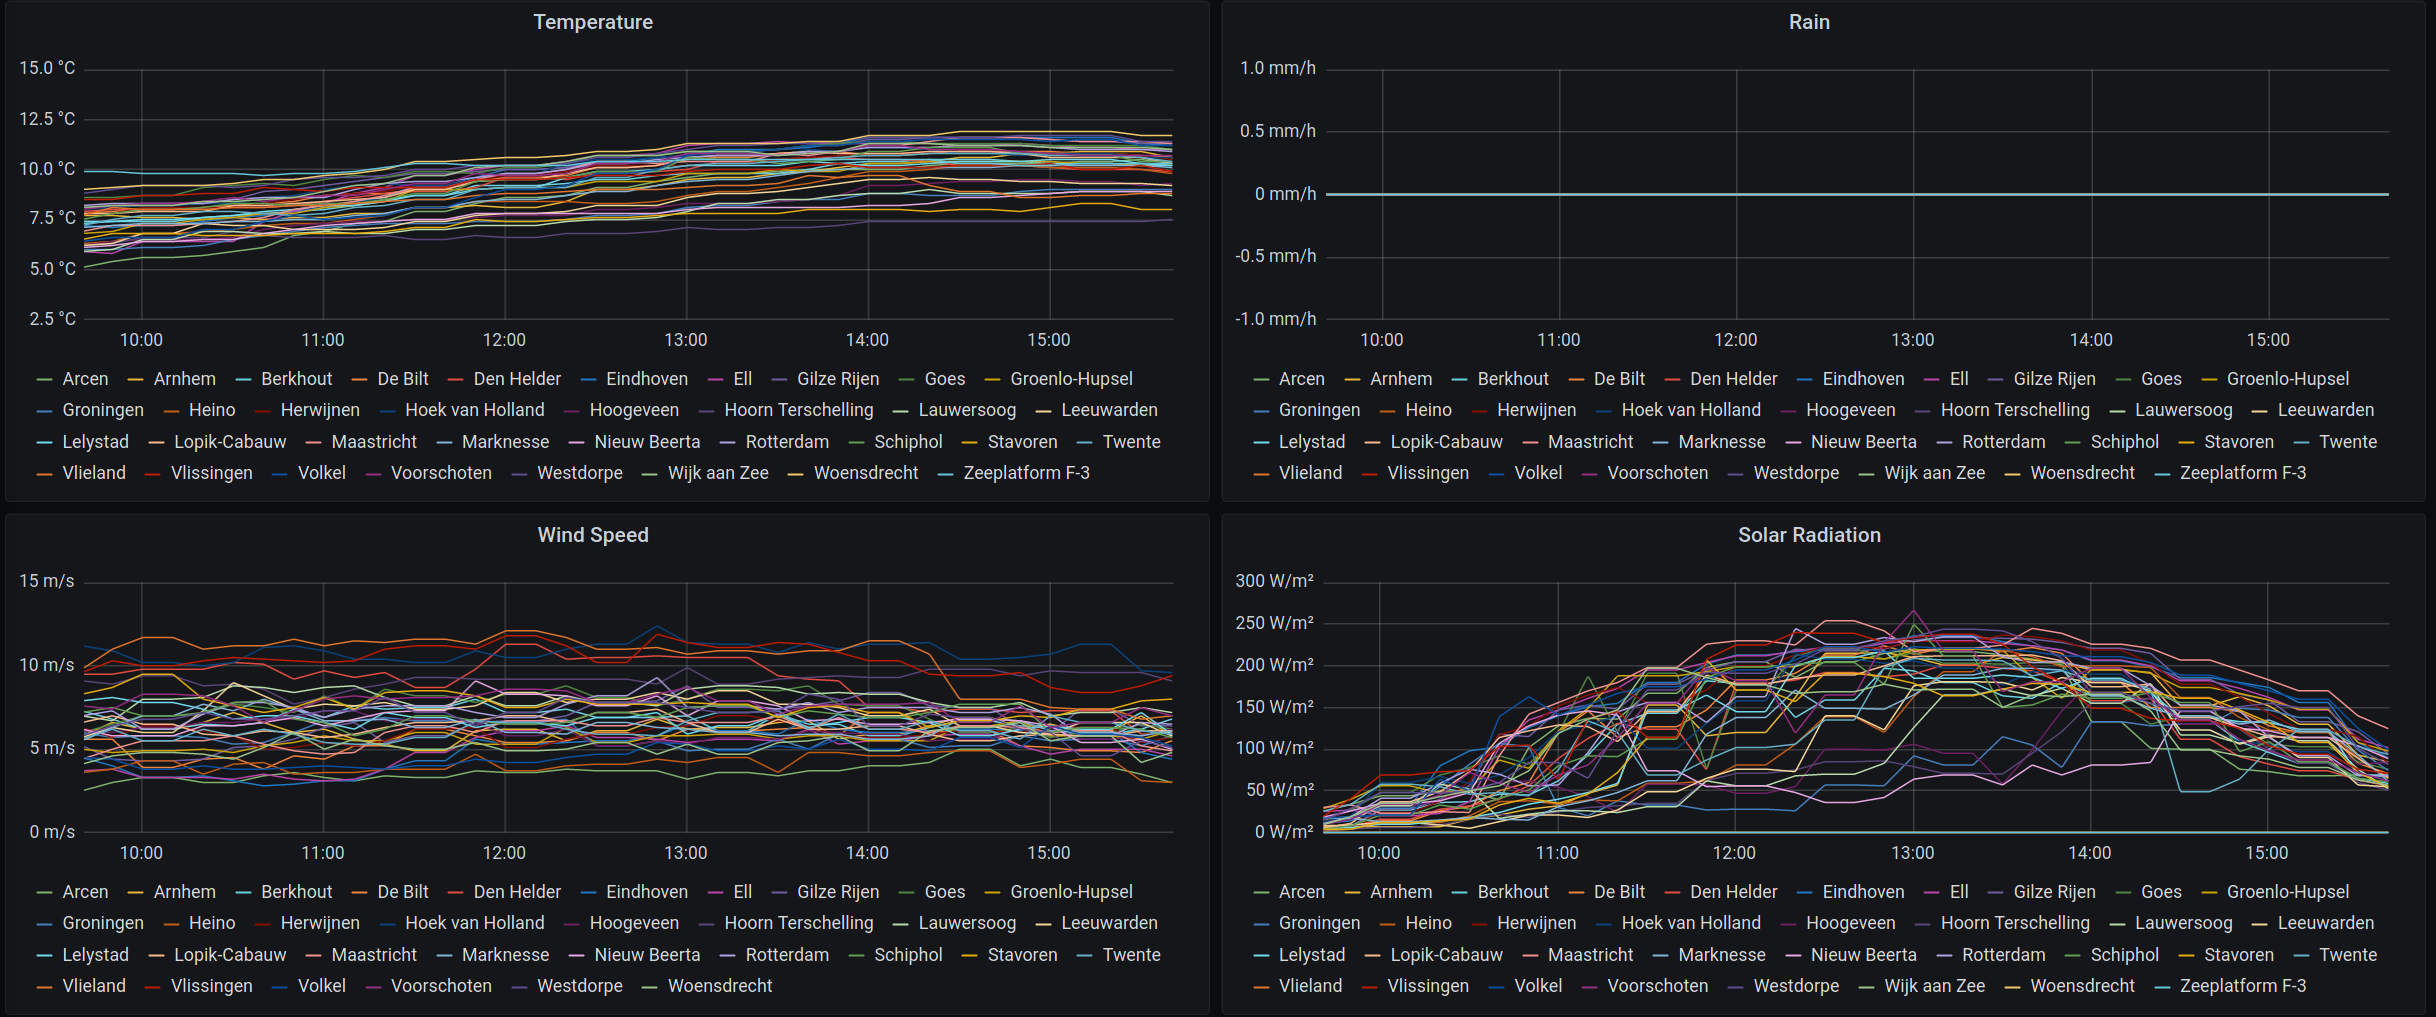 Temperature
15.0 °C
12.5 °C
10.0 °C
7.5 °C
5.0 °C
2.5 °C
10:00 11:00 12:00 13:00 14:00 15:00
Arcen Arnhem Berkhout De Bilt Den Helder Eindhoven Ell Gilze Rijen Goes Groenlo-Hupsel
Groningen Heino Herwijnen Hoek van Holland Hoogeveen Hoorn Terschelling Lauwersoog Leeuwarden
Lelystad Lopik-Cabauw Maastricht Marknesse Nieuw Beerta Rotterdam Schiphol Stavoren Twente
Vlieland Vlissingen Volkel Voorschoten Westdorpe Wijk aan Zee Woensdrecht Zeeplatform F-3
Rain
1.0 mm/h
0.5 mm/h
0 mm/h
-0.5 mm/h
-1.0 mm/h
10:00 11:00 12:00 13:00 14:00 15:00
Arcen Arnhem Berkhout De Bilt Den Helder Eindhoven Ell Gilze Rijen Goes Groenlo-Hupsel
Groningen Heino Herwijnen Hoek van Holland Hoogeveen Hoorn Terschelling Lauwersoog Leeuwarden
Lelystad Lopik-Cabauw Maastricht Marknesse Nieuw Beerta Rotterdam Schiphol Stavoren Twente
Vlieland Vlissingen Volkel Voorschoten Westdorpe Wijk aan Zee Woensdrecht Zeeplatform F-3
Wind Speed
15 m/s
10 m/s
5 m/s
0 m/s
10:00 11:00 12:00 13:00 14:00 15:00
Arcen Arnhem Berkhout De Bilt Den Helder Eindhoven Ell Gilze Rijen Goes Groenlo-Hupsel
Groningen Heino Herwijnen Hoek van Holland Hoogeveen Hoorn Terschelling Lauwersoog Leeuwarden
Lelystad Lopik-Cabauw Maastricht Marknesse Nieuw Beerta Rotterdam Schiphol Stavoren Twente
Vlieland Vlissingen Volkel Voorschoten Westdorpe Woensdrecht
Solar Radiation
300 W/m²
250 W/m²
200 W/m²
150 W/m²
100 W/m²
50 W/m²
0 W/m²
10:00 11:00 12:00 13:00 14:00 15:00
Arcen Arnhem Berkhout De Bilt Den Helder Eindhoven Ell Gilze Rijen Goes Groenlo-Hupsel
Groningen Heino Herwijnen Hoek van Holland Hoogeveen Hoorn Terschelling Lauwersoog Leeuwarden
Lelystad Lopik-Cabauw Maastricht Marknesse Nieuw Beerta Rotterdam Schiphol Stavoren Twente
Vlieland Vlissingen Volkel Voorschoten Westdorpe Wijk aan Zee Woensdrecht Zeeplatform F-3